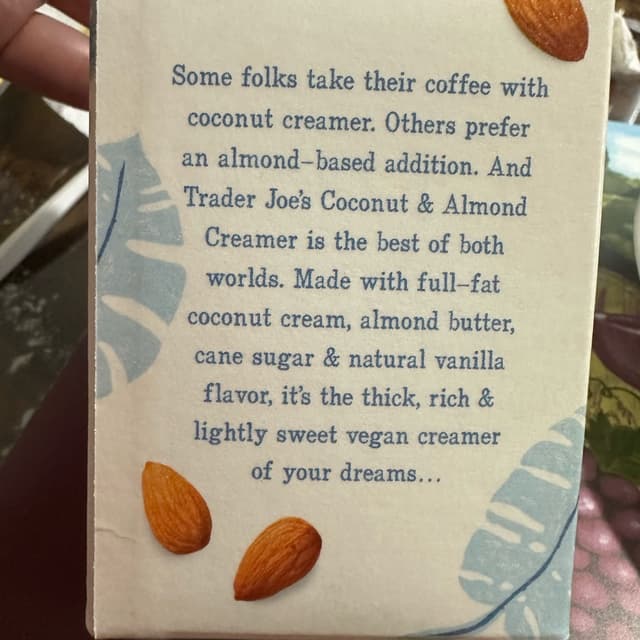 Some folks take their coffee with
coconut creamer. Others prefer
an almond-based addition. And
Trader Joe's Coconut & Almond
Creamer is the best of both
worlds. Made with full-fat
coconut cream, almond butter,
cane sugar & natural vanilla
flavor, it's the thick, rich &
lightly sweet vegan creamer
of your dreams...